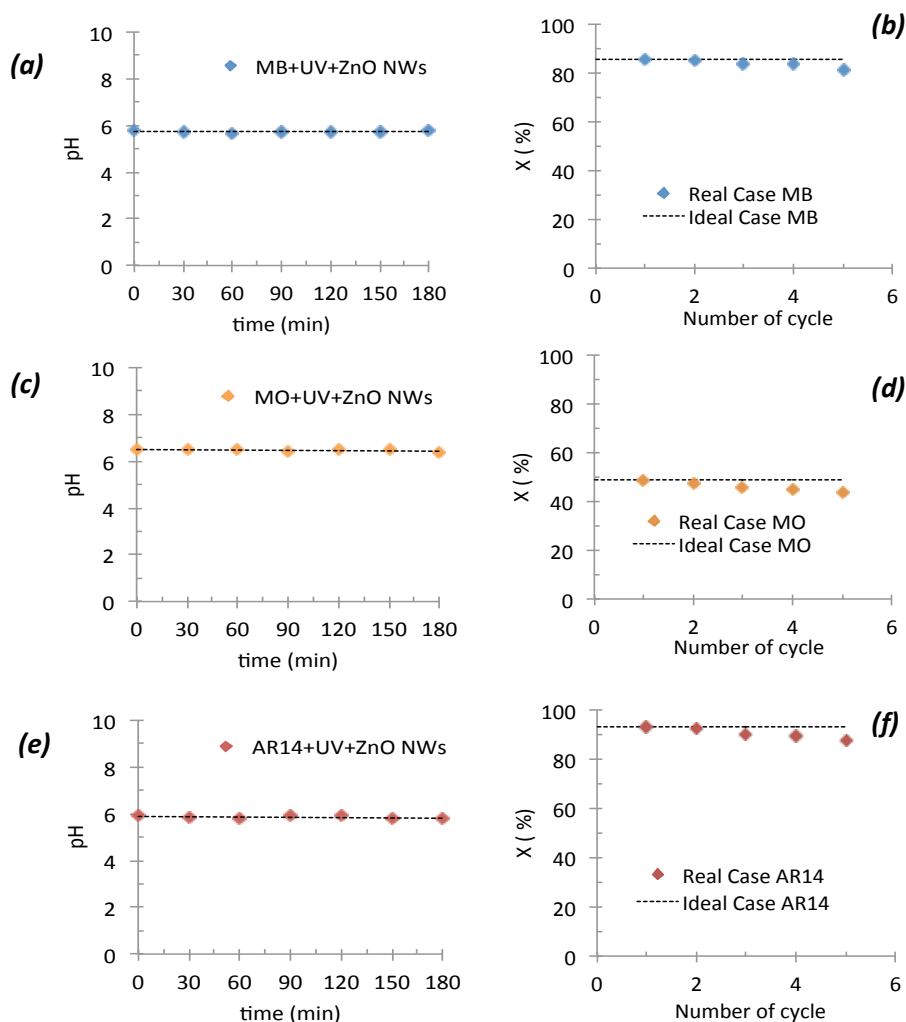 (a)
10
8
6
4
2
0
pH
MB+UV+ZnO NWs
0 30 60 90 120 150 180
time (min)
(b)
100
80
60
40
20
0
X ( %)
Real Case MB
Ideal Case MB
0 2 4 6
Number of cycle
(c)
10
8
6
4
2
0
pH
MO+UV+ZnO NWs
0 30 60 90 120 150 180
time (min)
(d)
100
80
60
40
20
0
X ( %)
Real Case MO
Ideal Case MO
0 2 4 6
Number of cycle
(e)
10
8
6
4
2
0
pH
AR14+UV+ZnO NWs
0 30 60 90 120 150 180
time (min)
(f)
100
80
60
40
20
0
X ( %)
Real Case AR14
Ideal Case AR14
0 2 4 6
Number of cycle